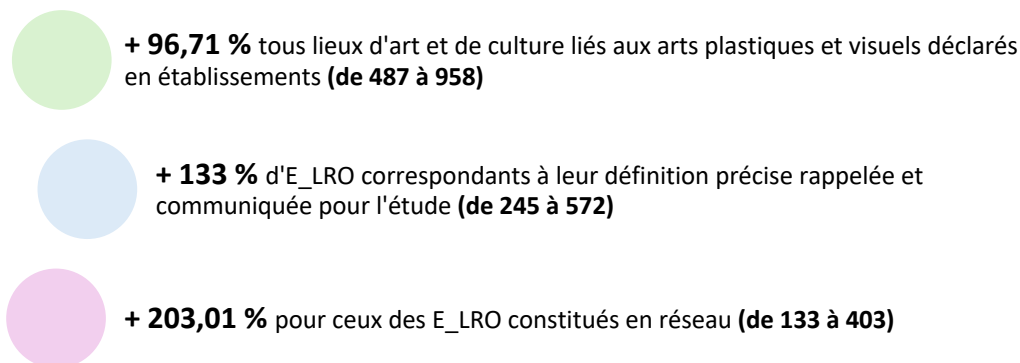 + 96,71 % tous lieux d'art et de culture liés aux arts plastiques et visuels déclarés
en établissements (de 487 à 958)
+ 133 % d'E_LRO correspondants à leur définition précise rappelée et
communiquée pour l'étude (de 245 à 572)
+ 203,01 % pour ceux des E_LRO constitués en réseau (de 133 à 403)